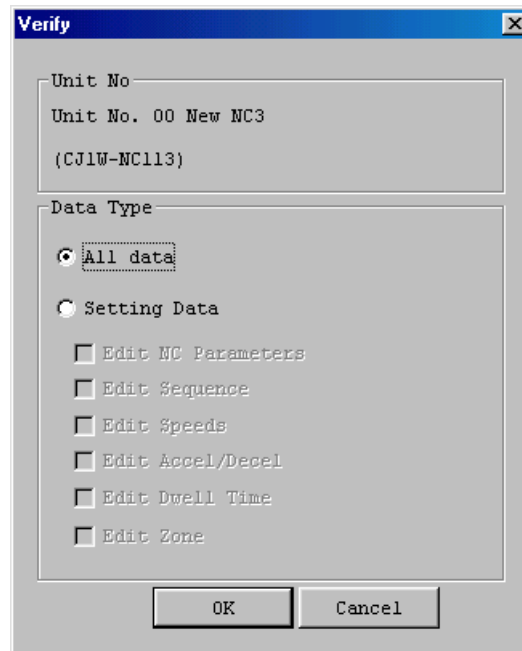 Verify
Unit No
Unit No. 00 New NC3
(CJ1W-NC113)
Data Type
All data
Setting Data
Edit NC Parameters
Edit Sequence
Edit Speeds
Edit Accel/Decel
Edit Dwell Time
Edit Zone
OK Cancel